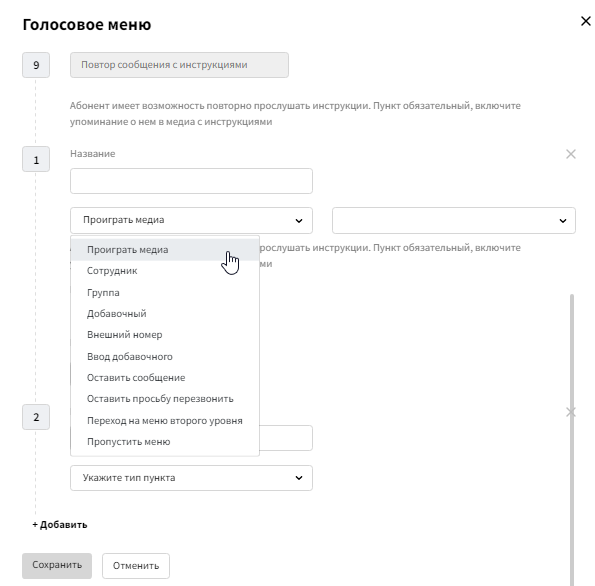 Голосовое меню
9
Повтор сообщения с инструкциями
Абонент имеет возможность повторно прослушать инструкции. Пункт обязательный, включите
упоминание о нем в медиа с инструкциями
1
Название
Проиграть медиа
Проиграть медиа
прослушать инструкции. Пункт обязательный, включите
Сотрудник
Группа
Добавочный
Внешний номер
Ввод добавочного
Оставить сообщение
Оставить просьбу перезвонить
2
Переход на меню второго уровня
Пропустить меню
Укажите тип пункта
+ Добавить
Сохранить
Отменить